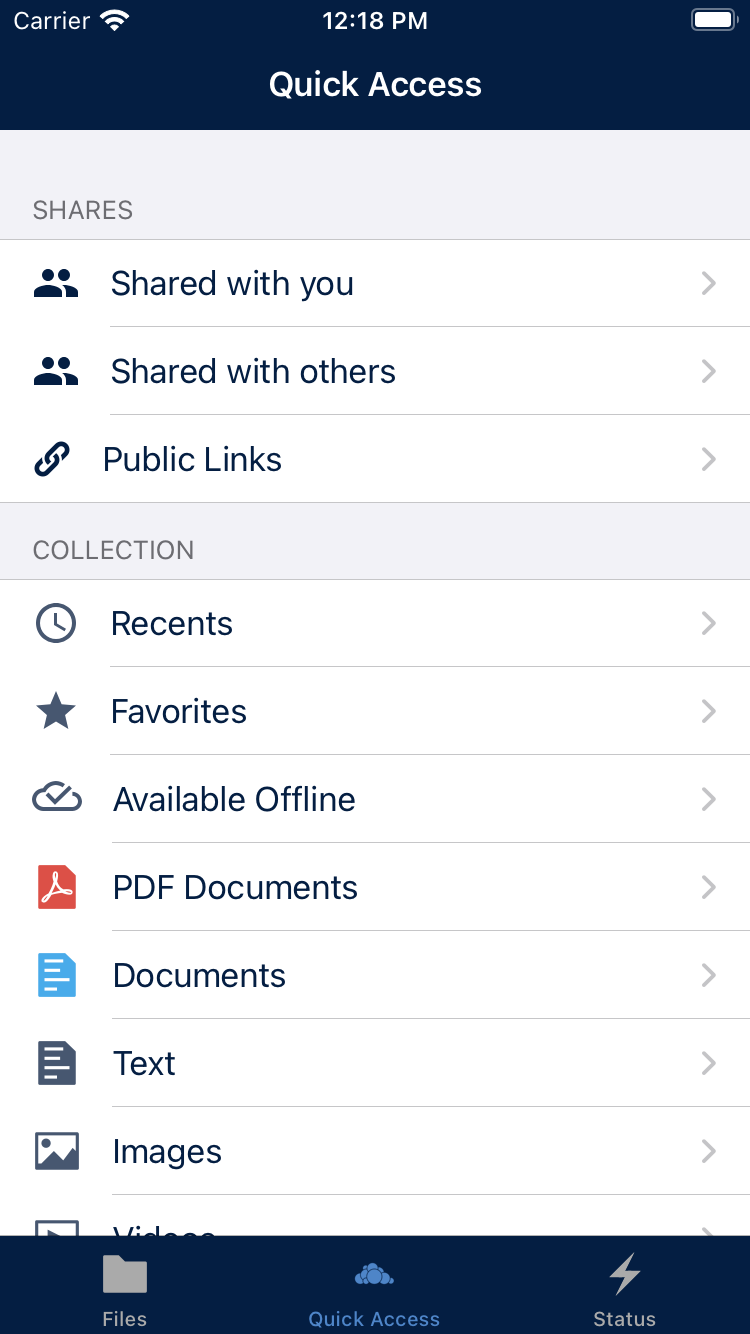 Carrier 12:18 PM
Quick Access
SHARES
Shared with you
Shared with others
Public Links
COLLECTION
Recents
Favorites
Available Offline
PDF Documents
Documents
Text
Images
Videos
Files Quick Access Status